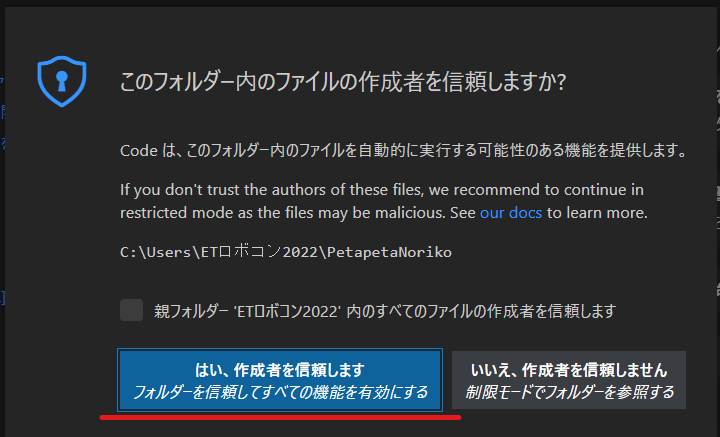 このフォルダー内のファイルの作成者を信頼しますか?
Code は、このフォルダー内のファイルを自動的に実行する可能性のある機能を提供します。
If you don't trust the authors of these files, we recommend to continue in
restricted mode as the files may be malicious. See our docs to learn more.
C:\Users\ETロボコン2022\PetapetaNoriko
親フォルダー 'ETロボコン2022' 内のすべてのファイルの作成者を信頼します
はい、作成者を信頼します
フォルダーを信頼してすべての機能を有効にする
いいえ、作成者を信頼しません
制限モードでフォルダーを参照する